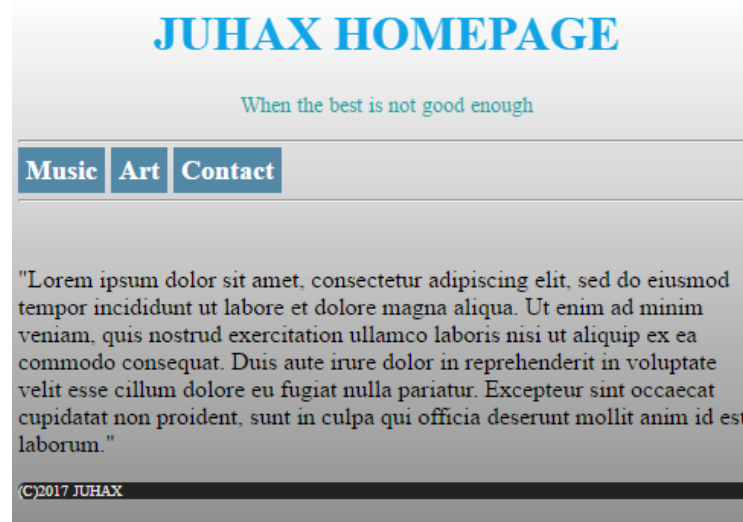 JUHAX HOMEPAGE
When the best is not good enough
Music Art Contact
"Lorem ipsum dolor sit amet, consectetur adipiscing elit, sed do eiusmod
tempor incididunt ut labore et dolore magna aliqua. Ut enim ad minim
veniam, quis nostrud exercitation ullamco laboris nisi ut aliquip ex ea
commodo consequat. Duis aute irure dolor in reprehenderit in voluptate
velit esse cillum dolore eu fugiat nulla pariatur. Excepteur sint occaecat
cupidatat non proident, sunt in culpa qui officia deserunt mollit anim id est
laborum."
(C)2017 JUHAX